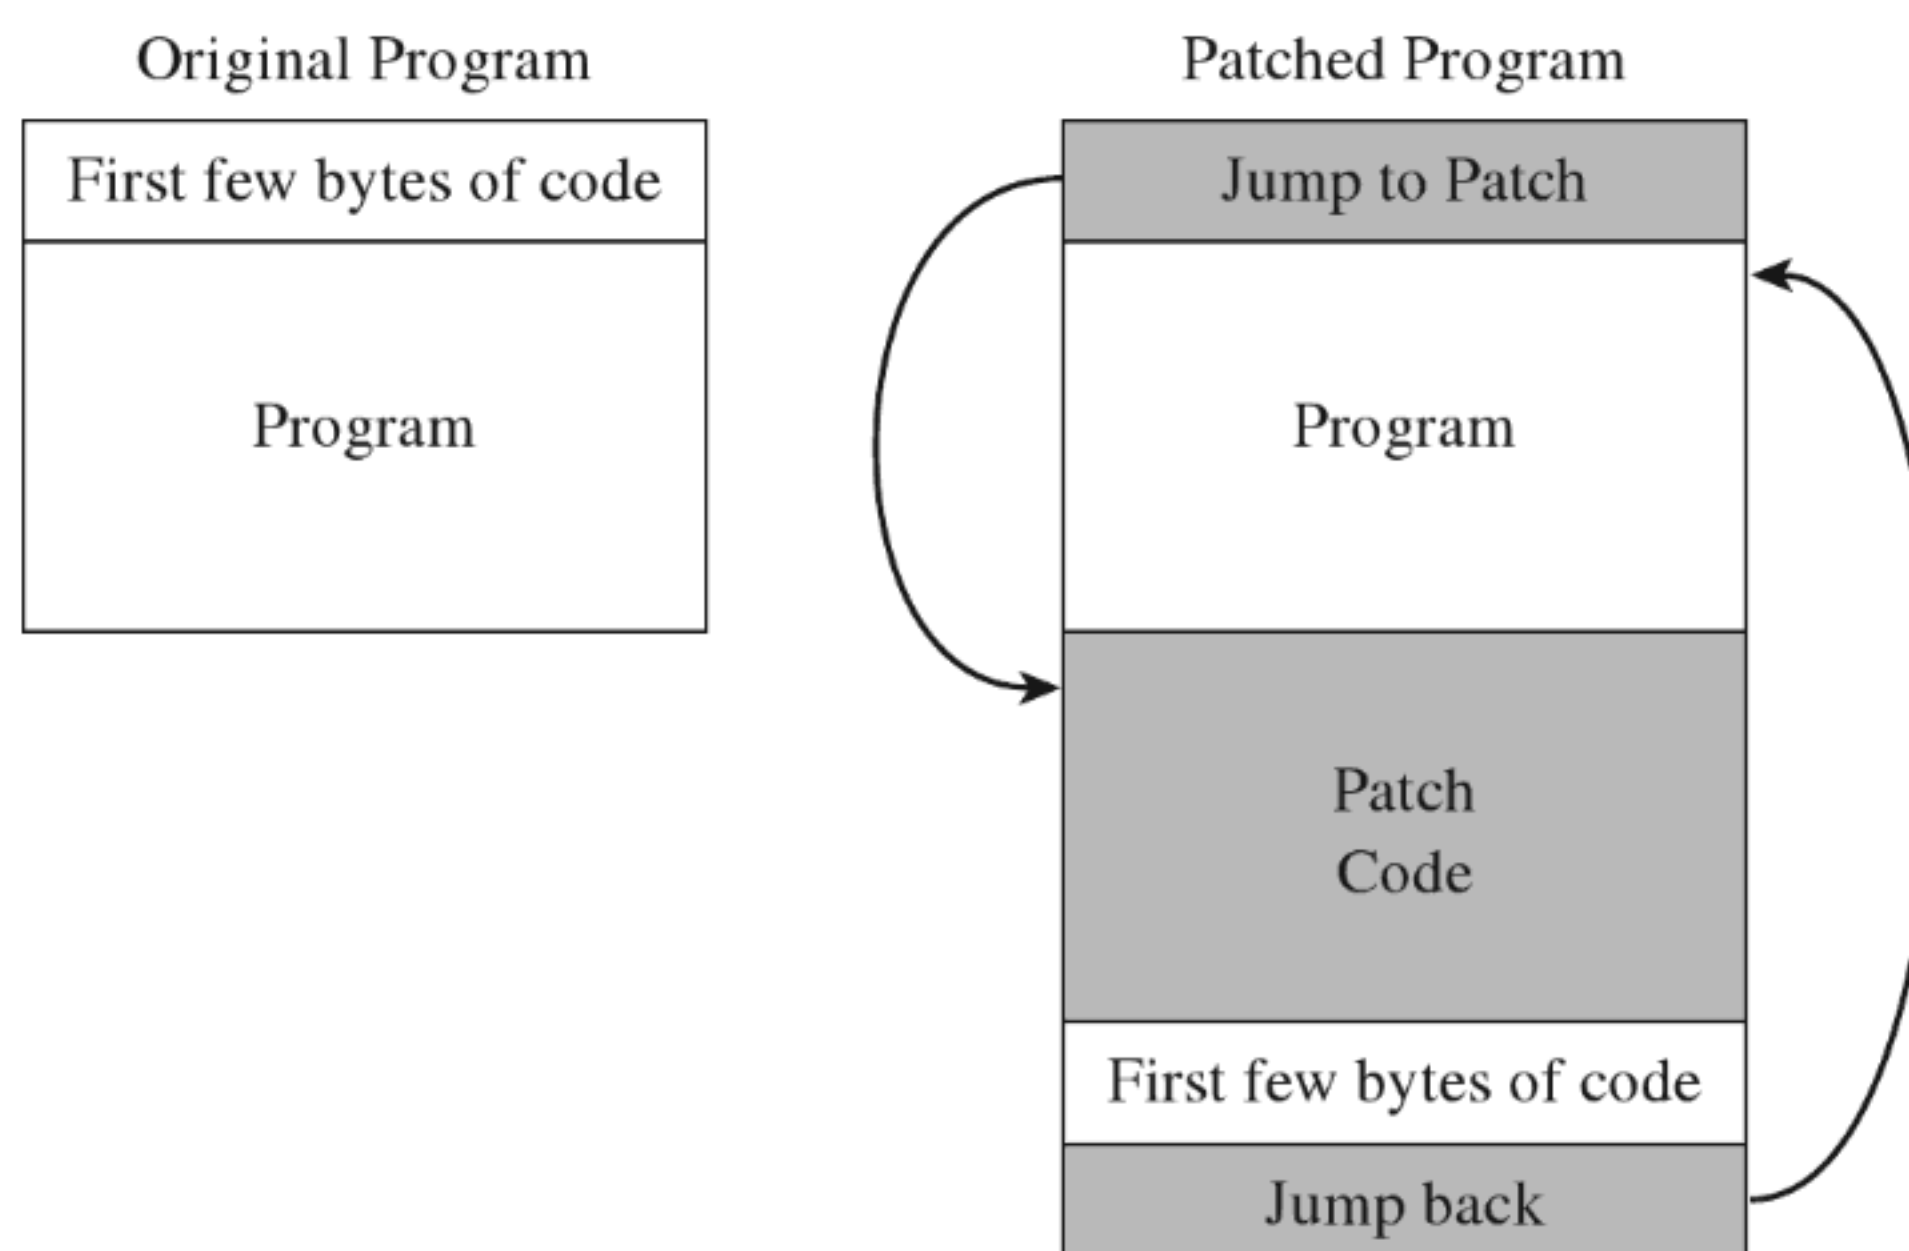 Original Program
First few bytes of code
Program
Patched Program
Jump to Patch
Program
Patch
Code
First few bytes of code
Jump back